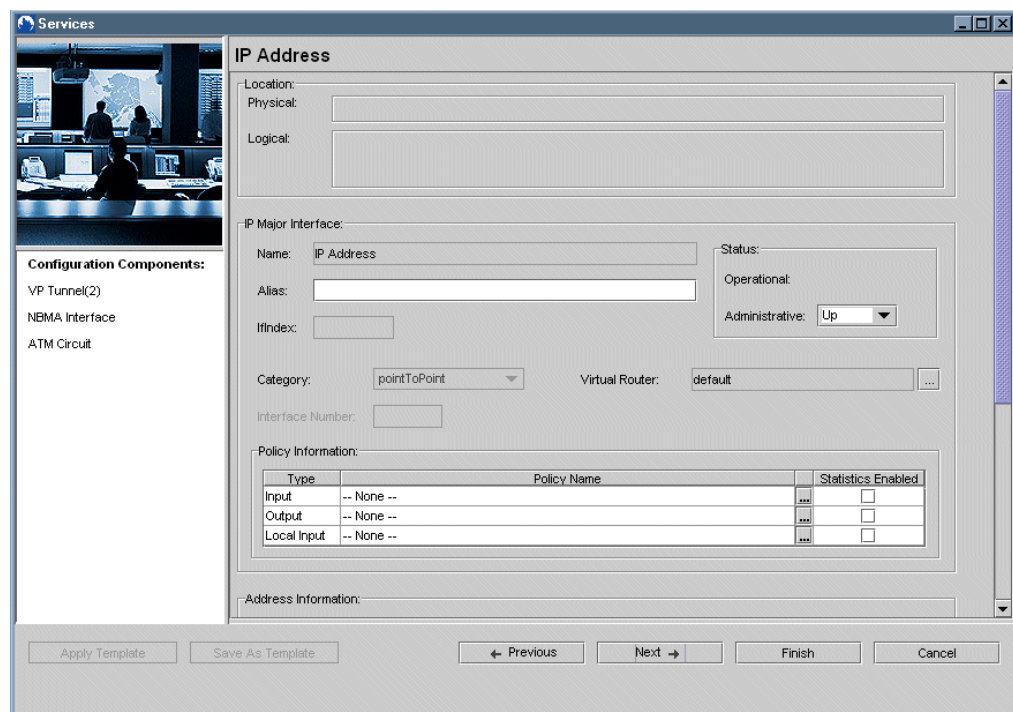 Services
IP Address
Location:
Physical:
Logical:
IP Major Interface:
Name: IP Address
Status:
Operational:
Alias:
Administrative: Up
IfIndex:
Category: pointToPoint Virtual Router: default ...
Interface Number:
Policy Information:
Type Policy Name Statistics Enabled
Input -- None -- ...
Output -- None -- ...
Local Input -- None -- ...
Address Information:
Configuration Components:
VP Tunnel(2)
NBMA Interface
ATM Circuit
Apply Template Save As Template Previous Next Finish Cancel